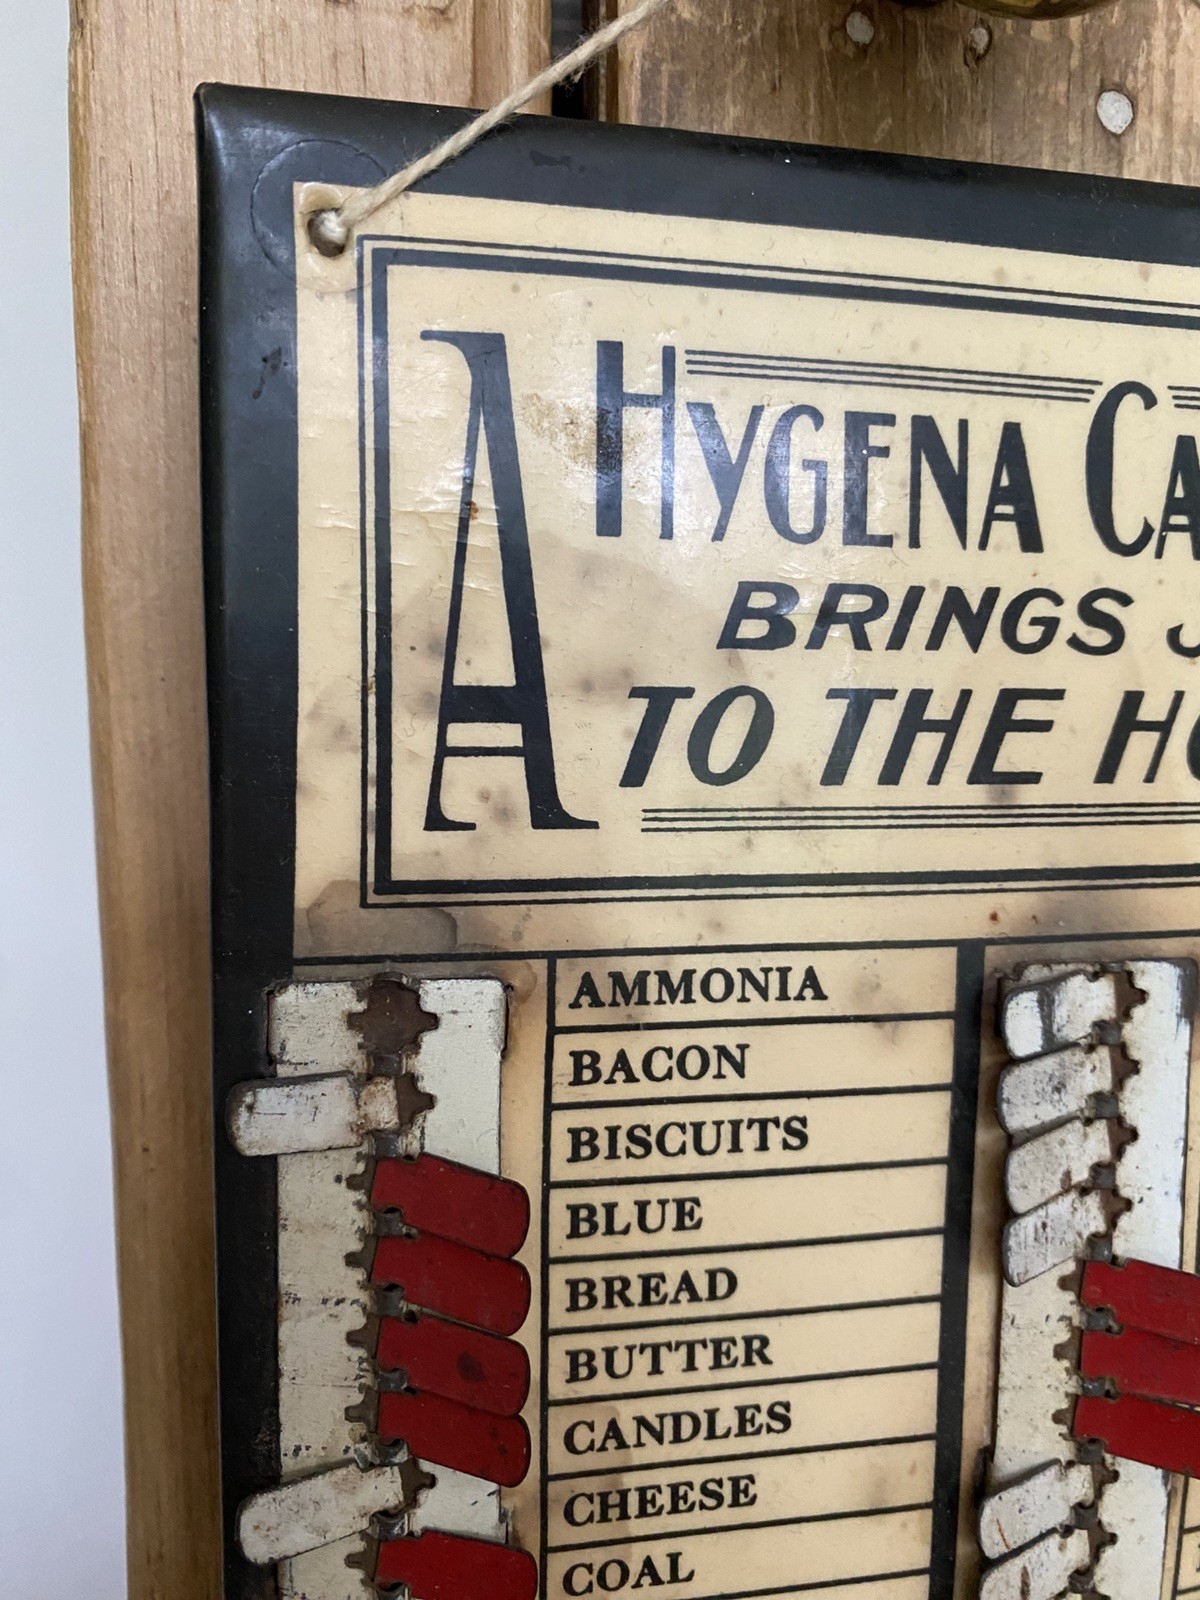 A HYGENA CA
BRINGS J
TO THE HO
AMMONIA
BACON
BISCUITS
BLUE
BREAD
BUTTER
CANDLES
CHEESE
COAL